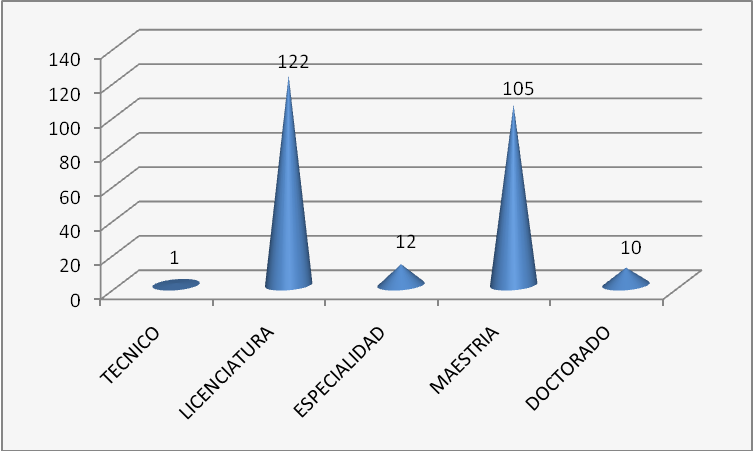 140
120
100
80
60
40
20
0
1
122
12
105
10
TECNICO
LICENCIATURA
ESPECIALIDAD
MAESTRIA
DOCTORADO